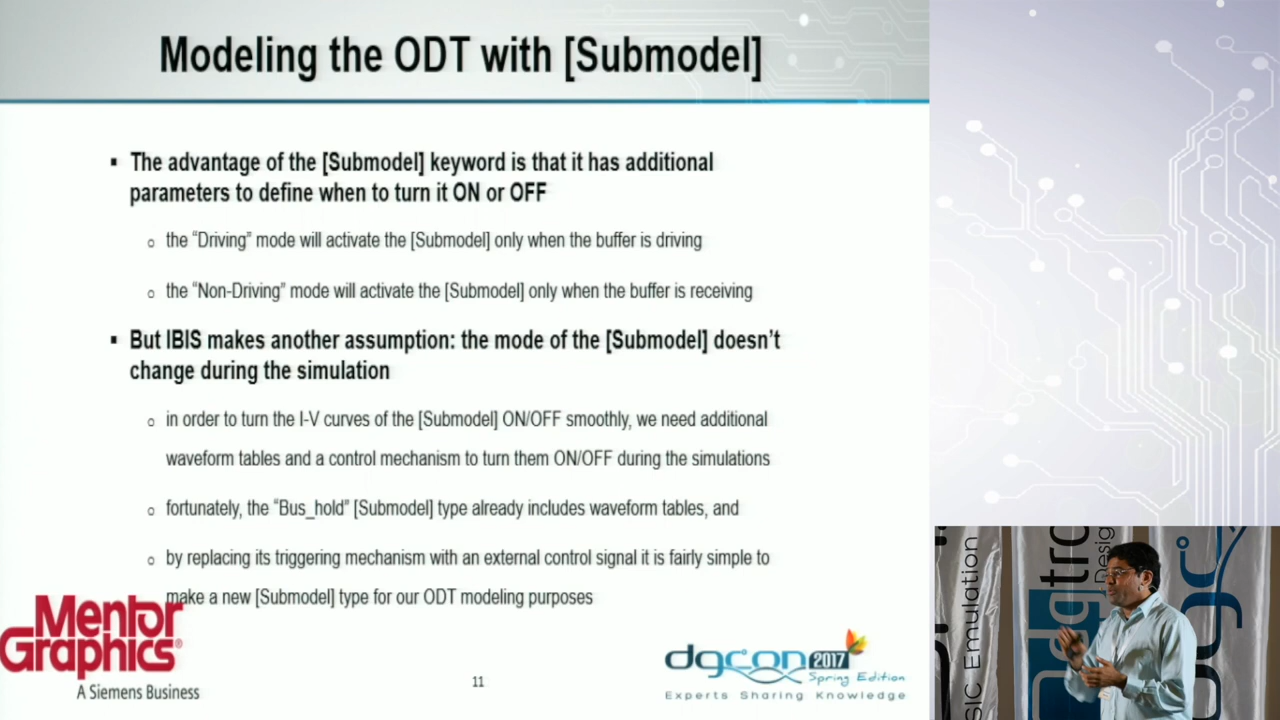 Modeling the ODT with [Submodel]
▪ The advantage of the [Submodel] keyword is that it has additional
parameters to define when to turn it ON or OFF
o the “Driving” mode will activate the [Submodel] only when the buffer is driving
o the “Non-Driving” mode will activate the [Submodel] only when the buffer is receiving
▪ But IBIS makes another assumption: the mode of the [Submodel] doesn’t
change during the simulation
o in order to turn the I-V curves of the [Submodel] ON/OFF smoothly, we need additional
waveform tables and a control mechanism to turn them ON/OFF during the simulations
o fortunately, the “Bus_hold” [Submodel] type already includes waveform tables, and
o by replacing its triggering mechanism with an external control signal it is fairly simple to
make a new [Submodel] type for our ODT modeling purposes
Mentor
Graphics®
A Siemens Business
11
dgcon 2017
Spring Edition
Experts Sharing Knowledge
SIC Emulation
Desig